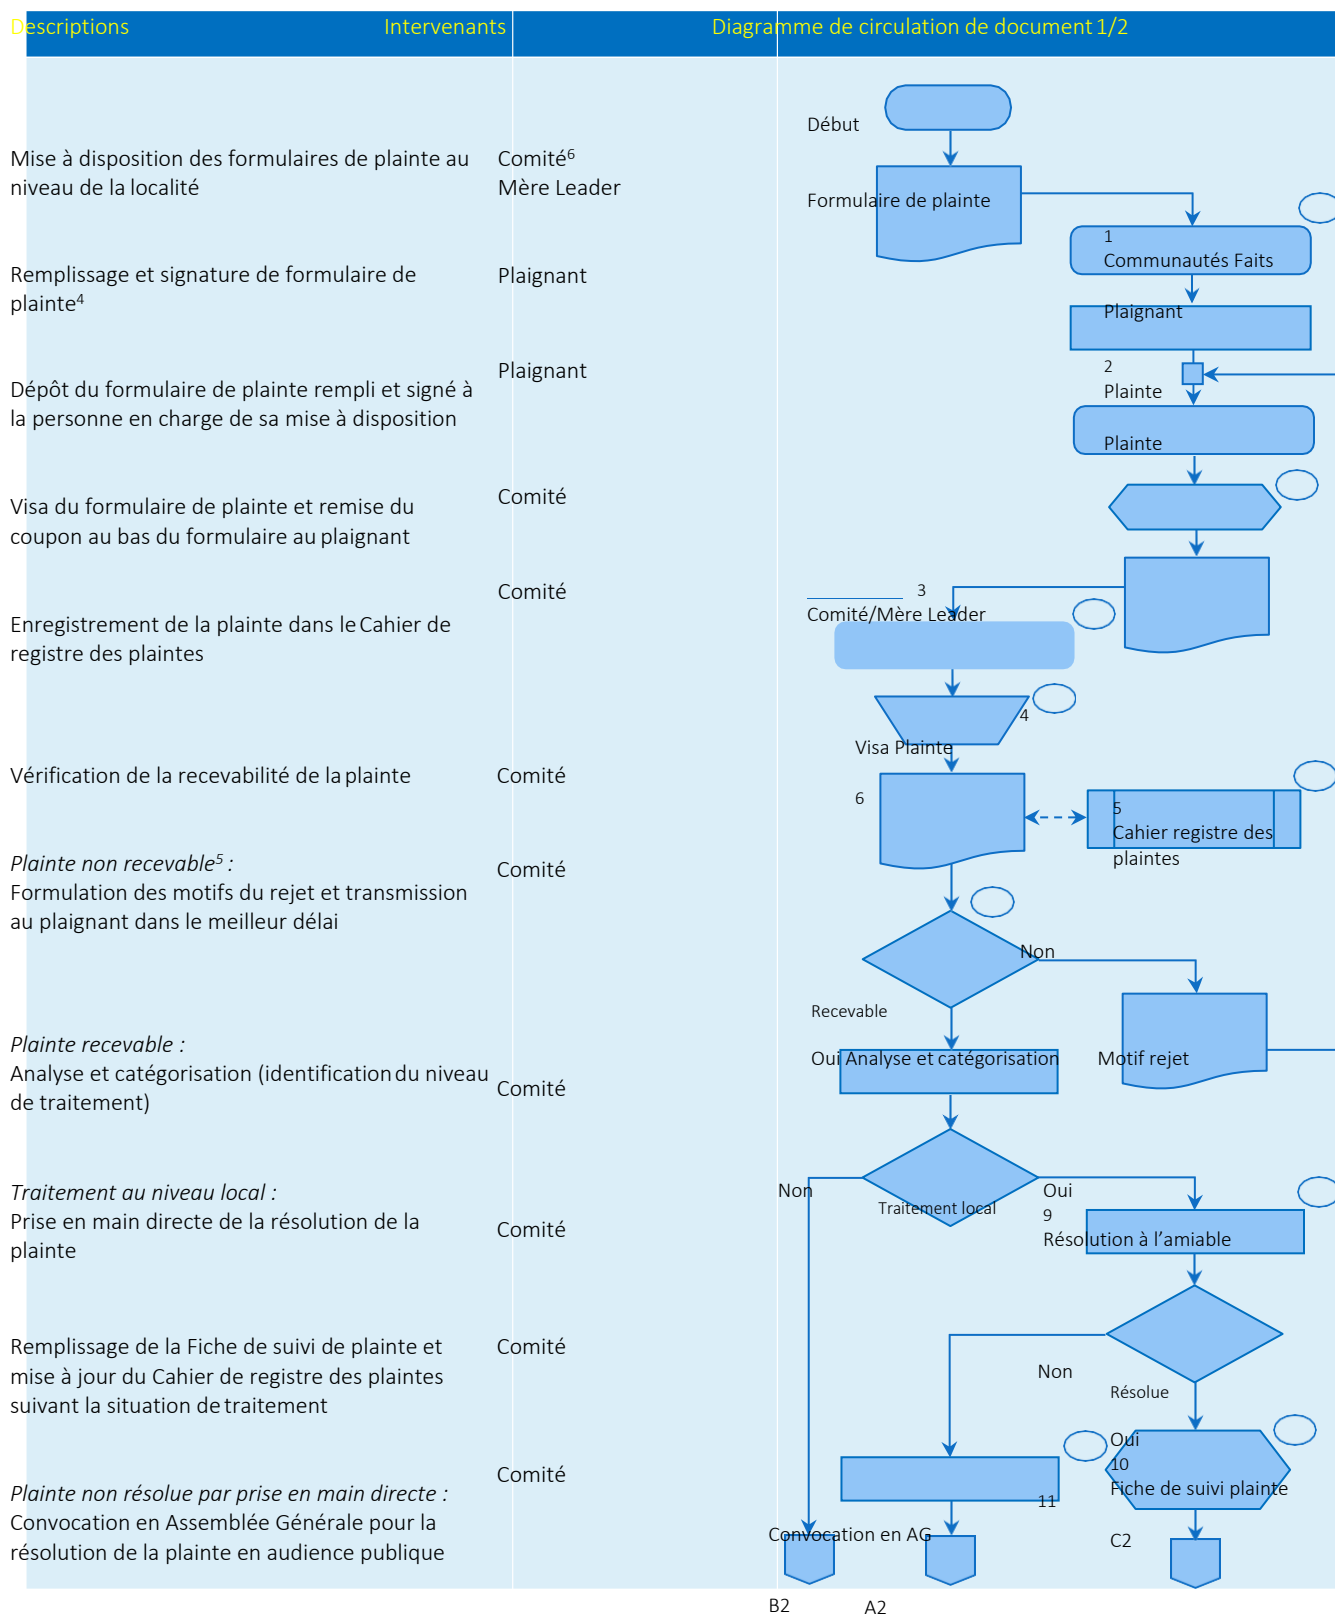 Descriptions Intervenants Diagramme de circulation de document 1/2
Début
Mise à disposition des formulaires de plainte au
niveau de la localité
Comité⁶
Mère Leader
Formulaire de plainte
1
Communautés Faits
Remplissage et signature de formulaire de
plainte⁴
Plaignant
Plaignant
Dépôt du formulaire de plainte rempli et signé à
la personne en charge de sa mise à disposition
Plaignant
2
Plainte
Plainte
Visa du formulaire de plainte et remise du
coupon au bas du formulaire au plaignant
Comité
Enregistrement de la plainte dans le Cahier de
registre des plaintes
Comité
3
Comité/Mère Leader
4
Visa Plainte
Vérification de la recevabilité de la plainte
Comité
6
5
Cahier registre des
plaintes
Plainte non recevable⁵ :
Formulation des motifs du rejet et transmission
au plaignant dans le meilleur délai
Comité
Non
Recevable
Plainte recevable :
Analyse et catégorisation (identification du niveau
de traitement)
Comité
Oui Analyse et catégorisation
Motif rejet
Traitement au niveau local :
Prise en main directe de la résolution de la
plainte
Comité
Non
Traitement local
Oui
9
Résolution à l’amiable
Remplissage de la Fiche de suivi de plainte et
mise à jour du Cahier de registre des plaintes
suivant la situation de traitement
Comité
Non
Résolue
Oui
10
Fiche de suivi plainte
Plainte non résolue par prise en main directe :
Convocation en Assemblée Générale pour la
résolution de la plainte en audience publique
Comité
11
Convocation en AG
C2
B2 A2